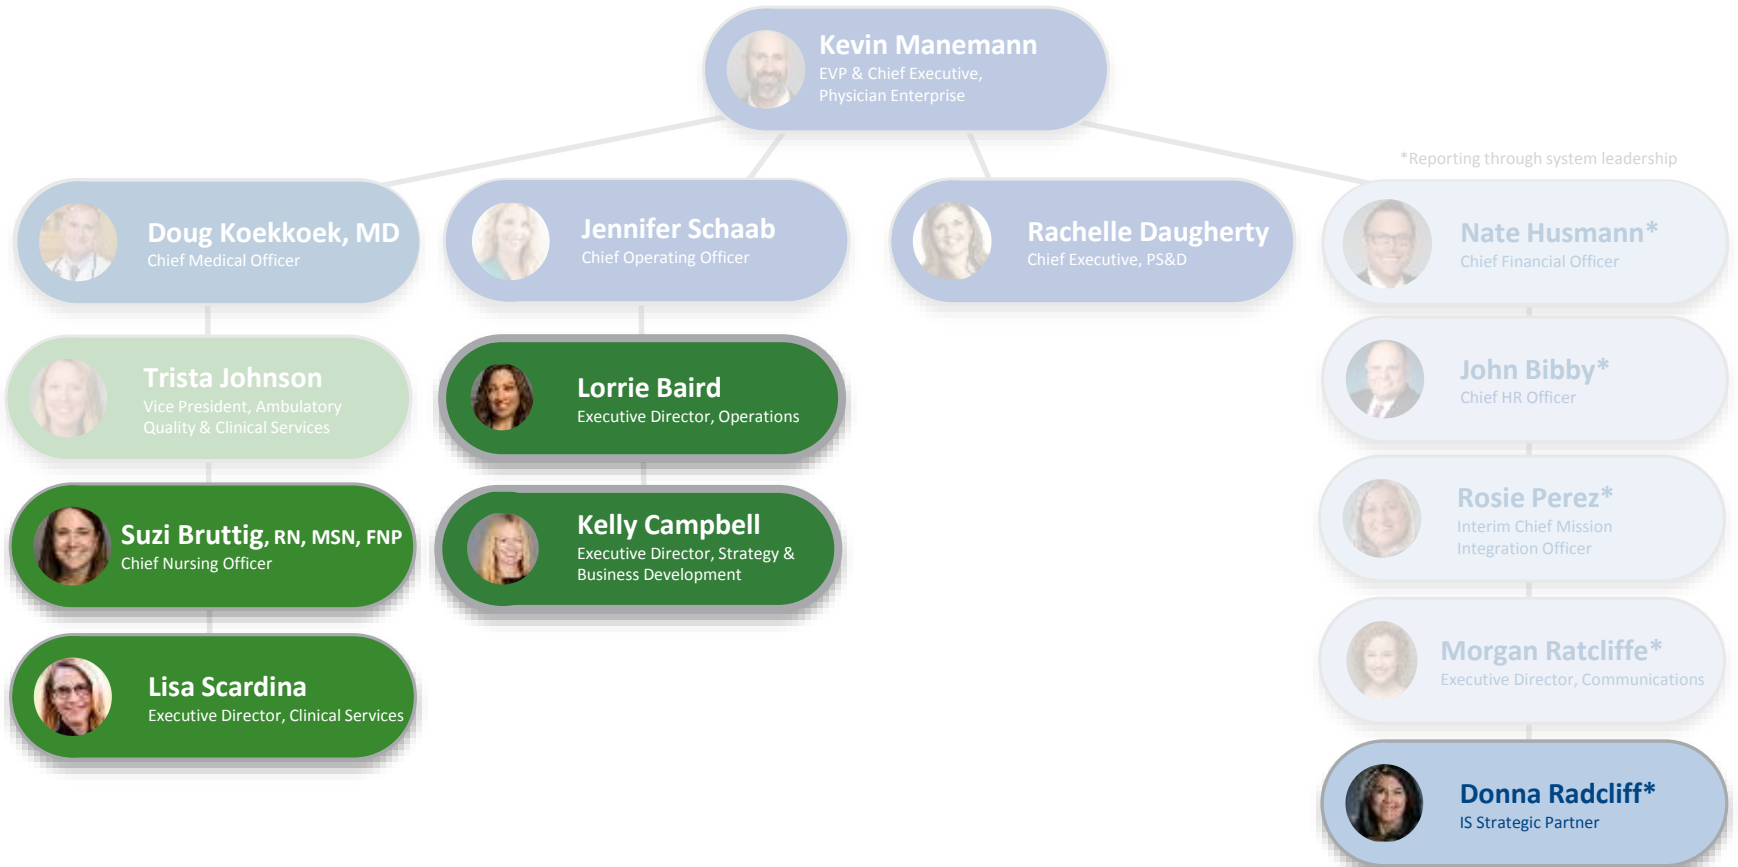 Kevin Manemann
EVP & Chief Executive,
Physician Enterprise
*Reporting through system leadership
Doug Koekkoek, MD
Chief Medical Officer
Jennifer Schaab
Chief Operating Officer
Rachelle Daugherty
Chief Executive, PS&D
Nate Husmann*
Chief Financial Officer
Trista Johnson
Vice President, Ambulatory
Quality & Clinical Services
Lorrie Baird
Executive Director, Operations
John Bibby*
Chief HR Officer
Suzi Bruttig, RN, MSN, FNP
Chief Nursing Officer
Kelly Campbell
Executive Director, Strategy &
Business Development
Rosie Perez*
Interim Chief Mission
Integration Officer
Lisa Scardina
Executive Director, Clinical Services
Morgan Ratcliffe*
Executive Director, Communications
Donna Radcliff*
IS Strategic Partner